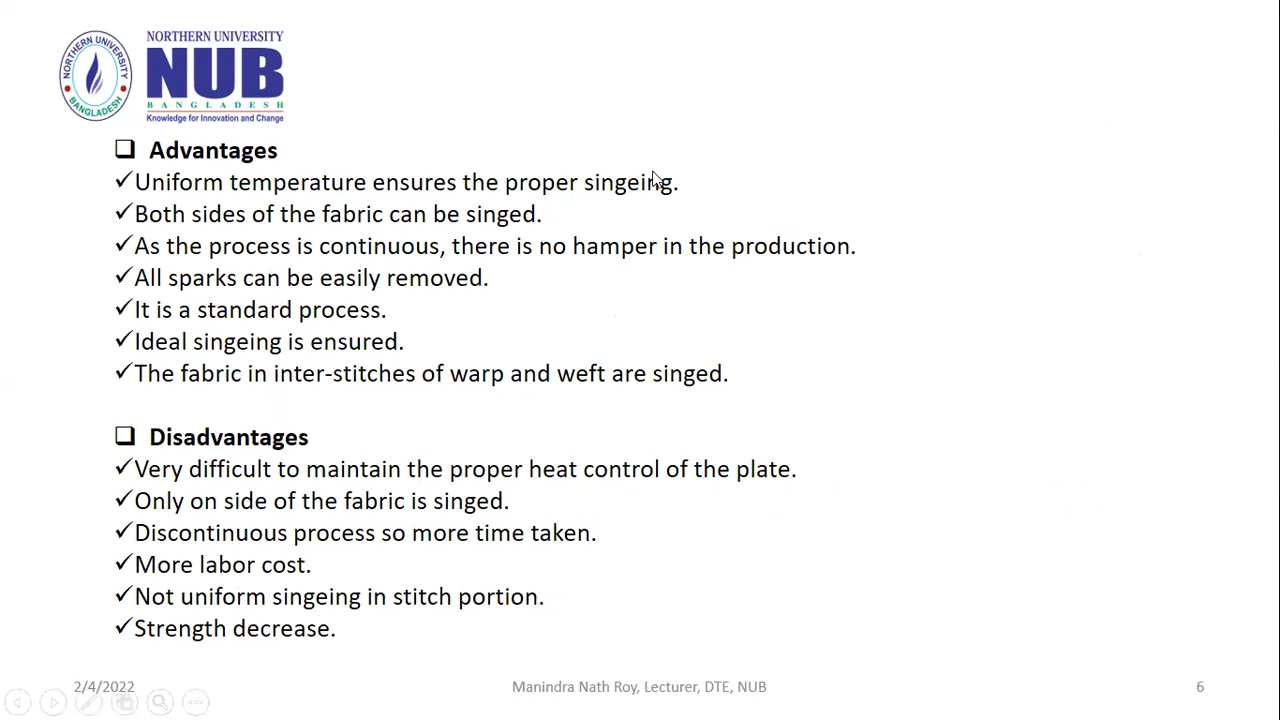 NORTHERN UNIVERSITY
NUB
BANGLADESH
Knowledge for Innovation and Change
NORTHERN UNIVERSITY
BANGLADESH
Advantages
Uniform temperature ensures the proper singeing.
Both sides of the fabric can be singed.
As the process is continuous, there is no hamper in the production.
All sparks can be easily removed.
It is a standard process.
Ideal singeing is ensured.
The fabric in inter-stitches of warp and weft are singed.
Disadvantages
Very difficult to maintain the proper heat control of the plate.
Only on side of the fabric is singed.
Discontinuous process so more time taken.
More labor cost.
Not uniform singeing in stitch portion.
Strength decrease.
2/4/2022
Manindra Nath Roy, Lecturer, DTE, NUB
6